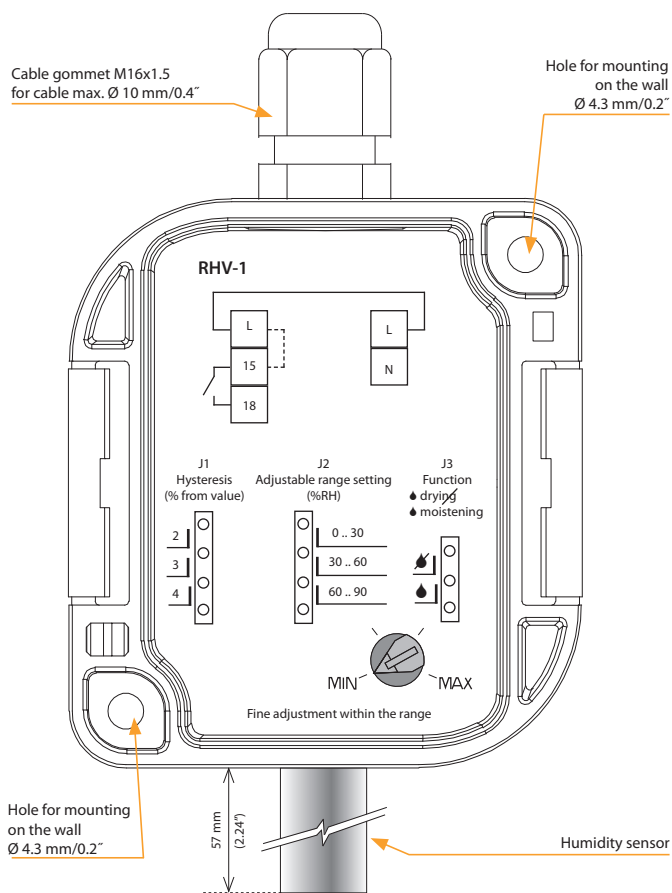 Cable gommet M16x1.5
for cable max. Ø 10 mm/0.4˝
Hole for mounting
on the wall
Ø 4.3 mm/0.2˝
RHV-1
L
L
15
N
18
J1
Hysteresis
(% from value)
J2
Adjustable range setting
(%RH)
J3
Function
drying
moistening
2
3
4
0 .. 30
30 .. 60
60 .. 90
MIN
MAX
Fine adjustment within the range
Hole for mounting
on the wall
Ø 4.3 mm/0.2˝
57 mm
(2.24")
Humidity sensor